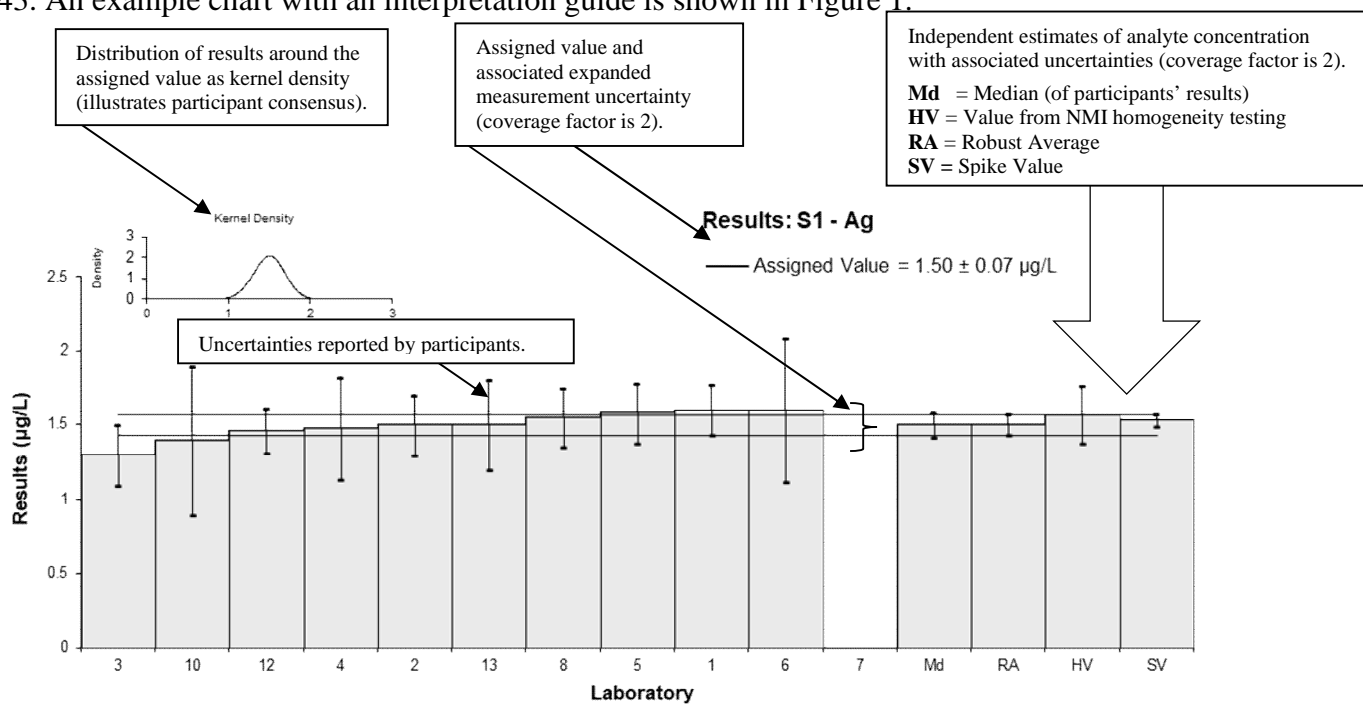 45. An example chart with an interpretation guide is shown in Figure 1.
Distribution of results around the
assigned value as kernel density
(illustrates participant consensus).
Assigned value and
associated expanded
measurement uncertainty
(coverage factor is 2).
Independent estimates of analyte concentration
with associated uncertainties (coverage factor is 2).
Md = Median (of participants' results)
HV = Value from NMI homogeneity testing
RA = Robust Average
SV = Spike Value
Kernel Density
Density
3
2
1
0
0 1 2 3
Results: S1 - Ag
Assigned Value = 1.50 ± 0.07 µg/L
Uncertainties reported by participants.
Results (µg/L)
2.5
2
1.5
1
0.5
0
3 10 12 4 2 13 8 5 1 6 7 Md RA HV SV
Laboratory